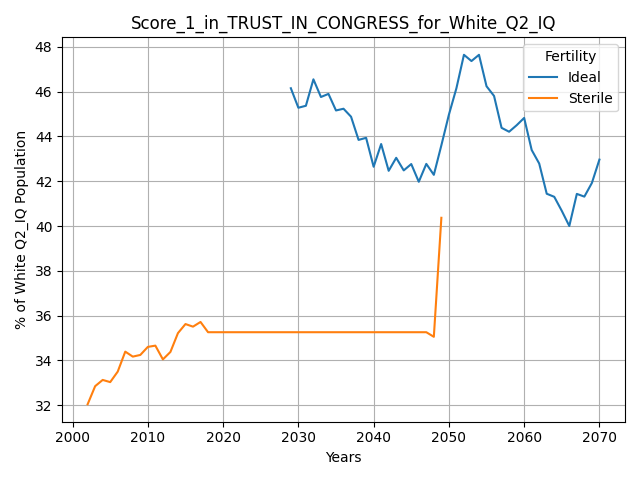 Score_1_in_TRUST_IN_CONGRESS_for_White_Q2_IQ
Fertility
Ideal
Sterile
% of White Q2_IQ Population
48
46
44
42
40
38
36
34
32
2000 2010 2020 2030 2040 2050 2060 2070
Years